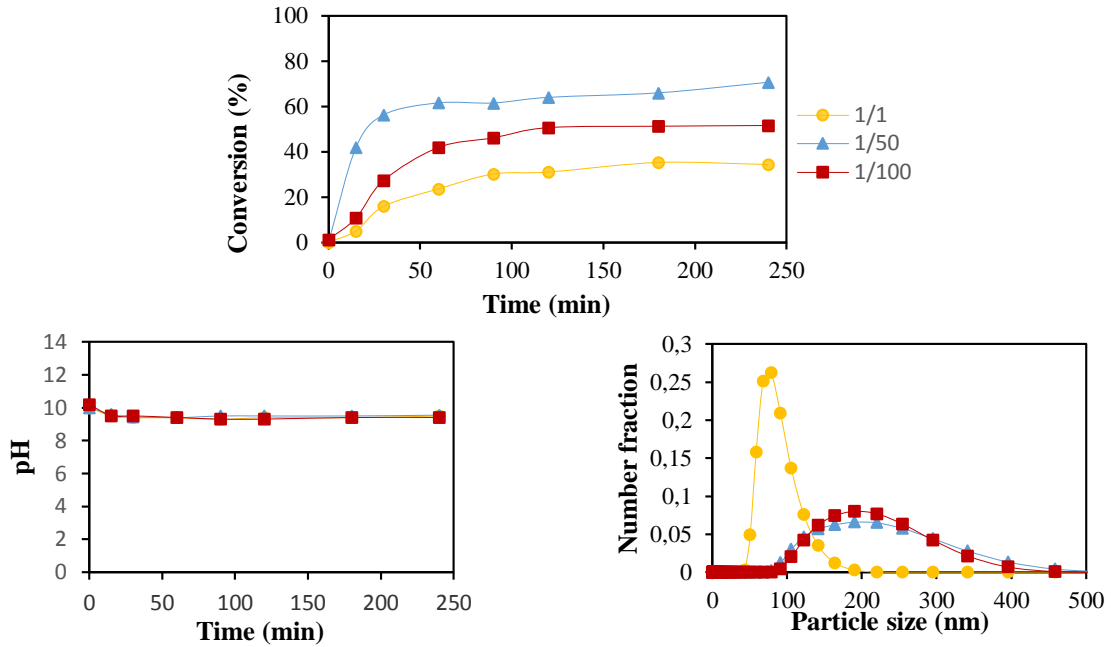 100
80
60
40
20
0
Conversion (%)
0 50 100 150 200 250
Time (min)
1/1
1/50
1/100
14
12
10
8
6
4
2
0
pH
0 50 100 150 200 250
Time (min)
0,3
0,25
0,2
0,15
0,1
0,05
0
Number fraction
0 100 200 300 400 500
Particle size (nm)